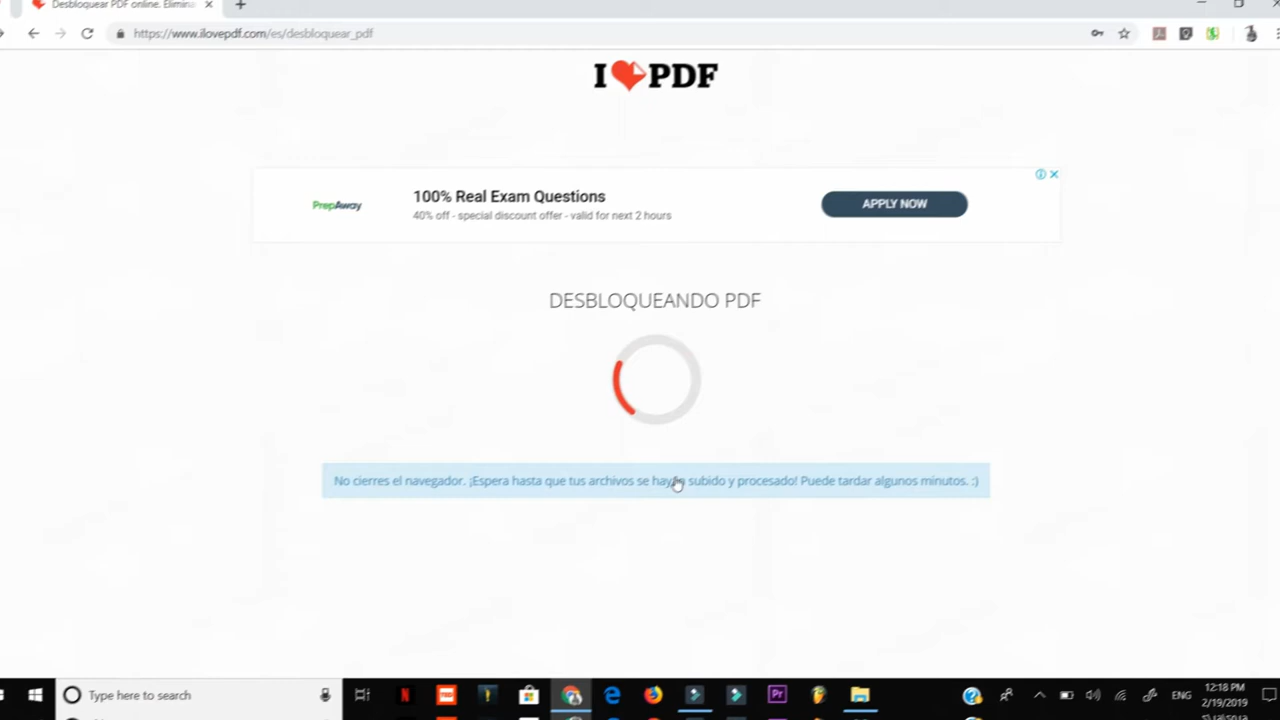 Desbloquear PDF online. Elimina
https://www.ilovepdf.com/es/desbloquear_pdf
I PDF
PrepAway
100% Real Exam Questions
40% off - special discount offer - valid for next 2 hours
APPLY NOW
DESBLOQUEANDO PDF
No cierres el navegador. ¡Espera hasta que tus archivos se hayan subido y procesado! Puede tardar algunos minutos. :)
Type here to search
Pr
ENG
12:18 PM
2/19/2019